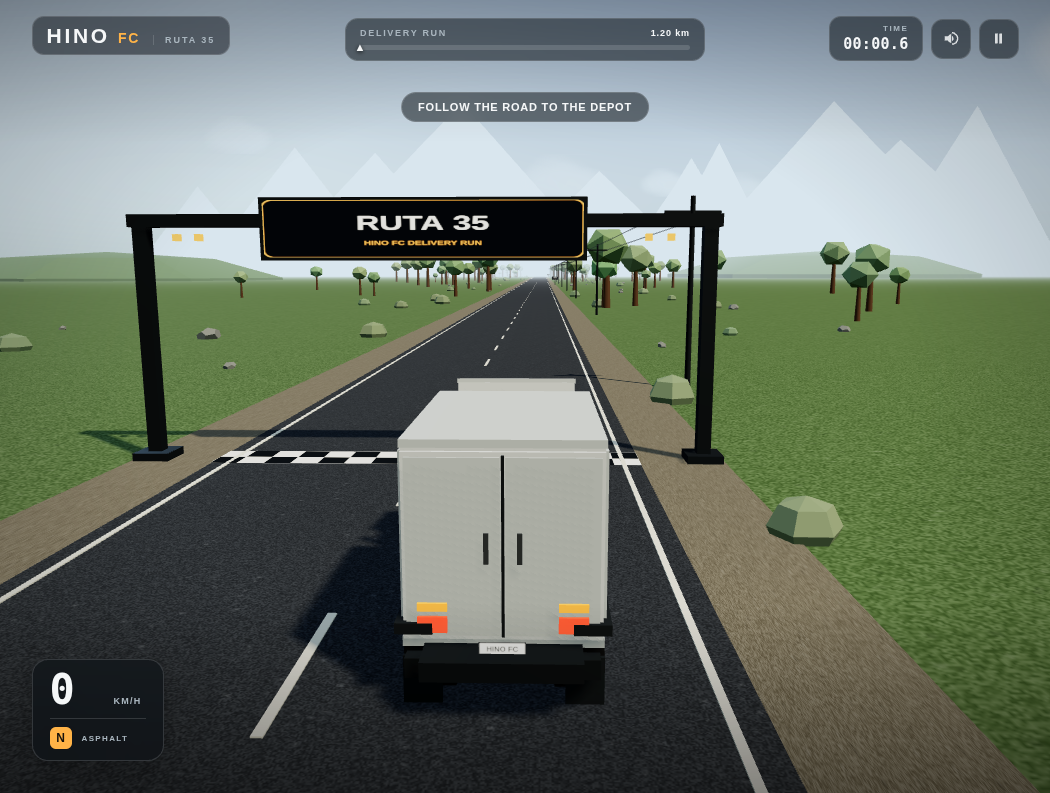 HINO FC RUTA 35
DELIVERY RUN 1.20 km
TIME
00:00.6
FOLLOW THE ROAD TO THE DEPOT
RUTA 35
HINO FC DELIVERY RUN
HINO FC
0 KM/H
N ASPHALT